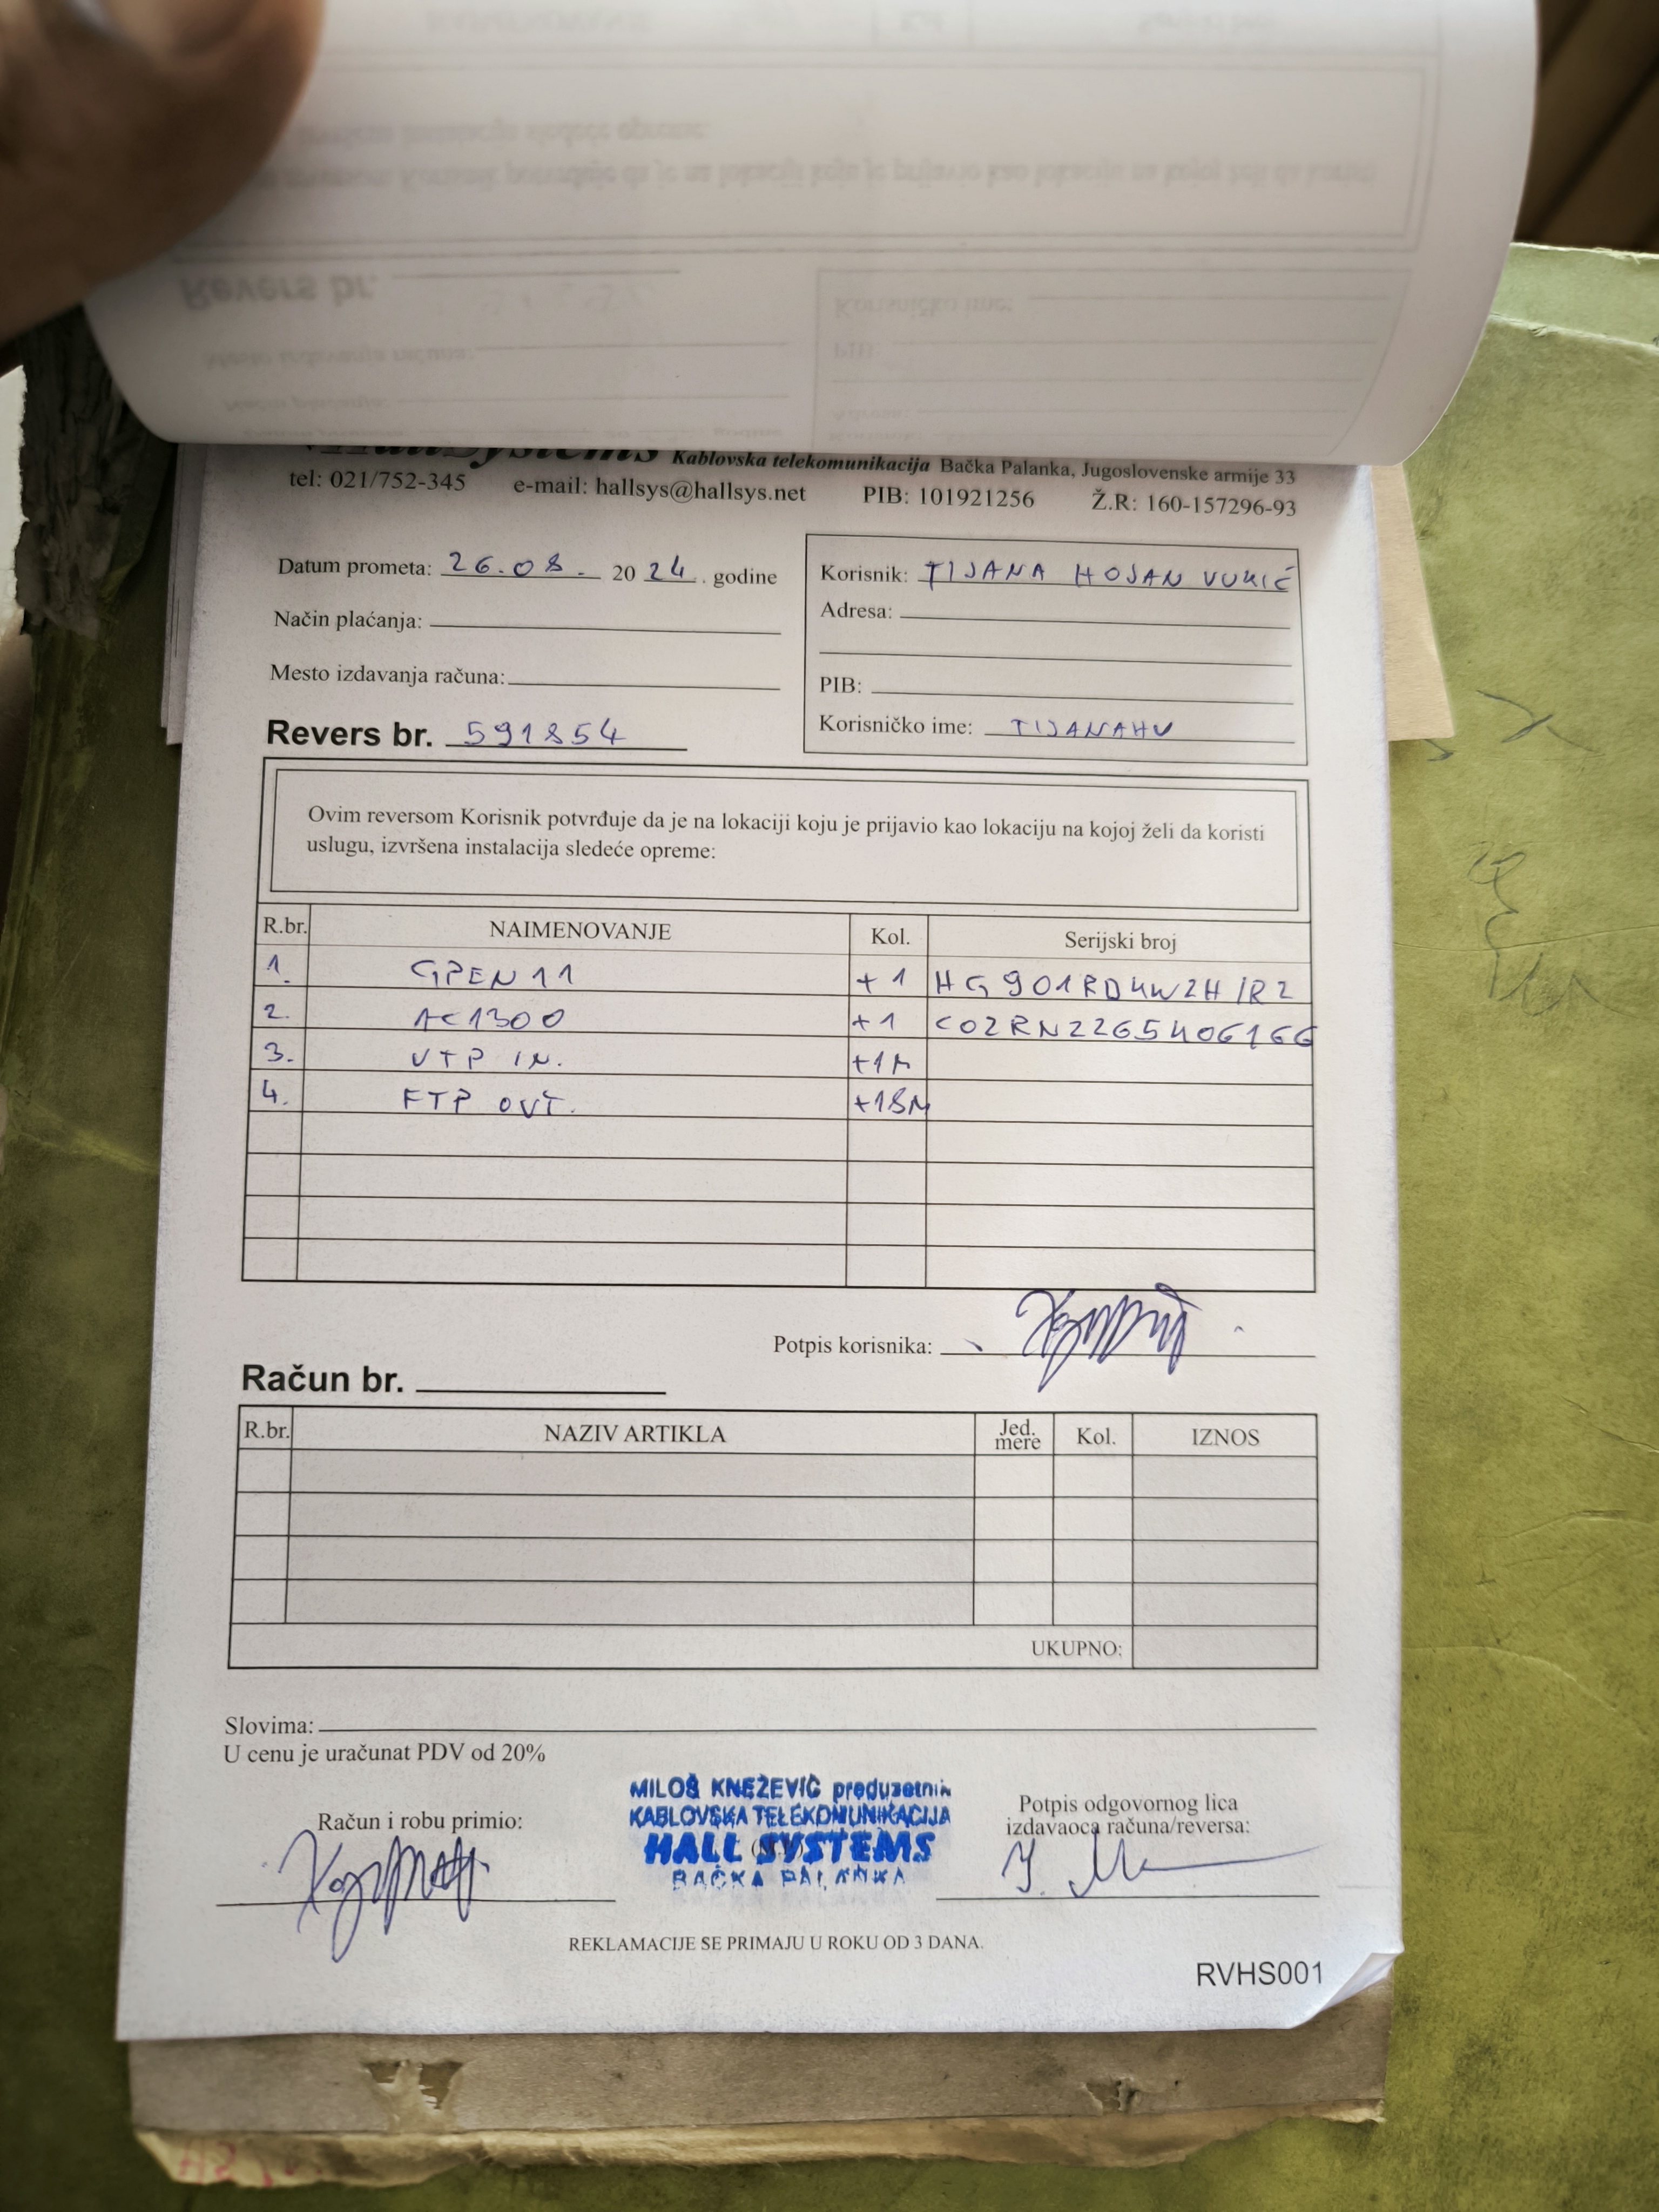 HallSystems Kablovska telekomunikacija Bačka Palanka, Jugoslovenske armije 33
tel: 021/752-345 e-mail: hallsys@hallsys.net PIB: 101921256 Ž.R: 160-157296-93
Datum prometa: 26.08. 2024. godine
Način plaćanja:
Mesto izdavanja računa:
Revers br. 591854
Korisnik: TIJANA HOJAN VUKIĆ
Adresa:
PIB:
Korisničko ime: TIJANAHV
Ovim reversom Korisnik potvrđuje da je na lokaciji koju je prijavio kao lokaciju na kojoj želi da koristi
uslugu, izvršena instalacija sledeće opreme:
R.br. NAIMENOVANJE Kol. Serijski broj
1. GPEN11 +1 HG901RD4W2H/R2
2. AC1300 +1 C02RN2265406166
3. UTP IN. +1M
4. FTP OUT. +18M
Potpis korisnika:
Račun br.
R.br. NAZIV ARTIKLA Jed. mere Kol. IZNOS
UKUPNO:
Slovima:
U cenu je uračunat PDV od 20%
Račun i robu primio:
MILOŠ KNEŽEVIĆ preduzetnik
KABLOVSKA TELEKOMUNIKACIJA
HALL SYSTEMS
BAČKA PALANKA
Potpis odgovornog lica
izdavaoca računa/reversa:
REKLAMACIJE SE PRIMAJU U ROKU OD 3 DANA.
RVHS001